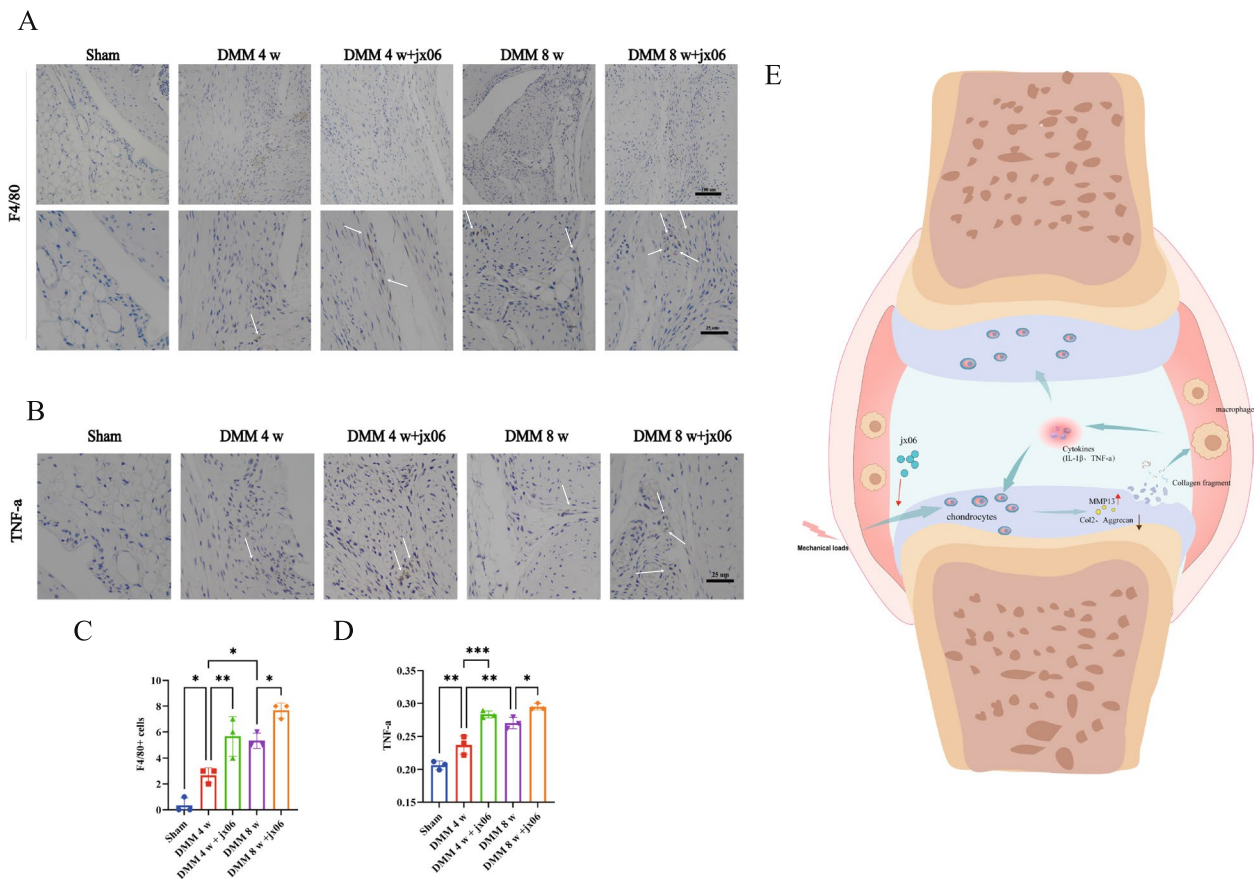 A
Sham
DMM 4 w
DMM 4 w+jx06
DMM 8 w
DMM 8 w+jx06
F4/80
100 um
25 um
B
Sham
DMM 4 w
DMM 4 w+jx06
DMM 8 w
DMM 8 w+jx06
TNF-a
25 um
C
F4/80+ cells
10
8
6
4
2
0
*
**
*
*
Sham
DMM 4 w
DMM 4 w + jx06
DMM 8 w
DMM 8 w +jx06
D
TNF-a
0.35
0.30
0.25
0.20
0.15
**
***
**
*
Sham
DMM 4 w
DMM 4 w + jx06
DMM 8 w
DMM 8 w +jx06
E
macrophage
jx06
Cytokines
(IL-1β、TNF-a)
Collagen fragment
MMP13
chondrocytes
Col2、Aggrecan
Mechanical loads